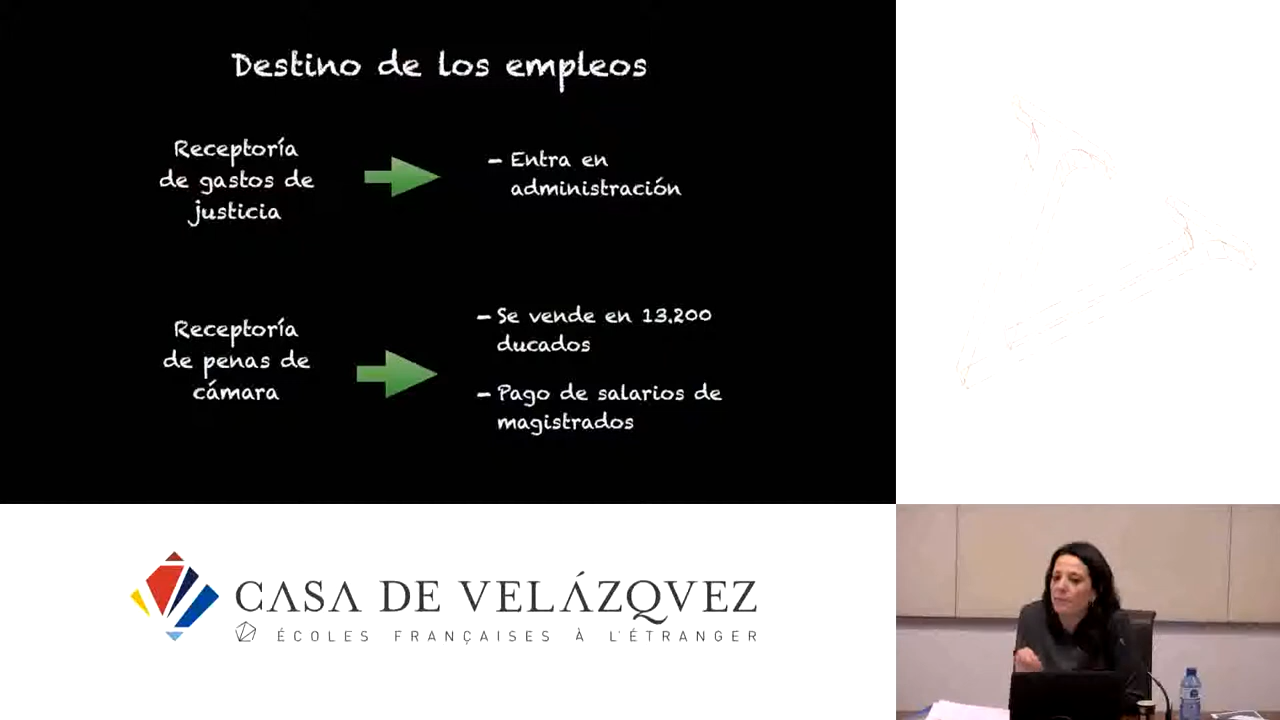 Destino de los empleos
Receptoría
de gastos de
justicia
- Entra en
administración
Receptoría
de penas de
cámara
- Se vende en 13.200
ducados
- Pago de salarios de
magistrados
CASA DE VELÁZQVEZ
ÉCOLES FRANÇAISES À L'ÉTRANGER